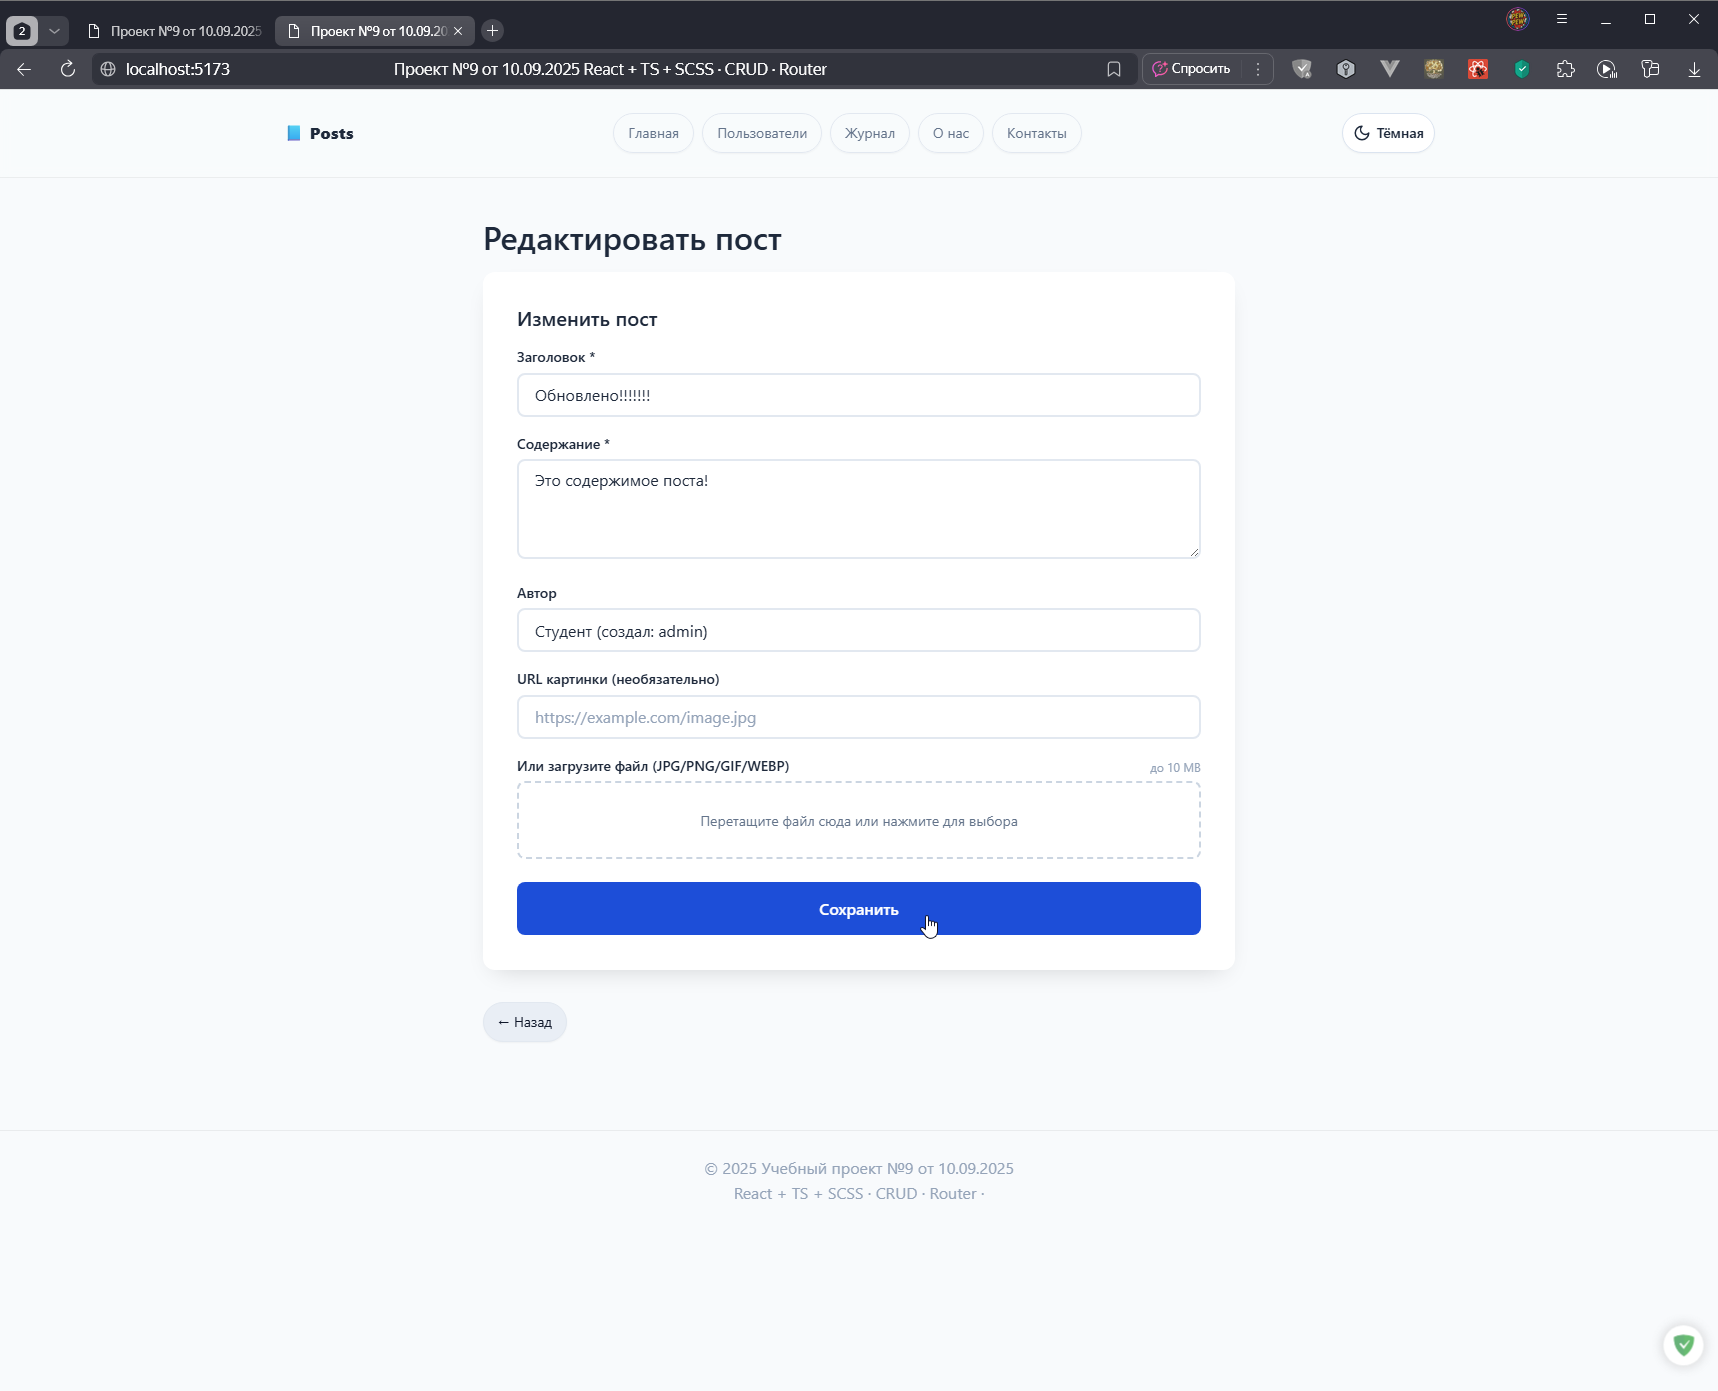 2
Проект №9 от 10.09.2025
Проект №9 от 10.09.20
localhost:5173
Проект №9 от 10.09.2025 React + TS + SCSS · CRUD · Router
Спросить
Posts
Главная
Пользователи
Журнал
О нас
Контакты
Тёмная
Редактировать пост
Изменить пост
Заголовок *
Обновлено!!!!!!!
Содержание *
Это содержимое поста!
Автор
Студент (создал: admin)
URL картинки (необязательно)
https://example.com/image.jpg
Или загрузите файл (JPG/PNG/GIF/WEBP)
до 10 MB
Перетащите файл сюда или нажмите для выбора
Сохранить
← Назад
© 2025 Учебный проект №9 от 10.09.2025
React + TS + SCSS · CRUD · Router ·